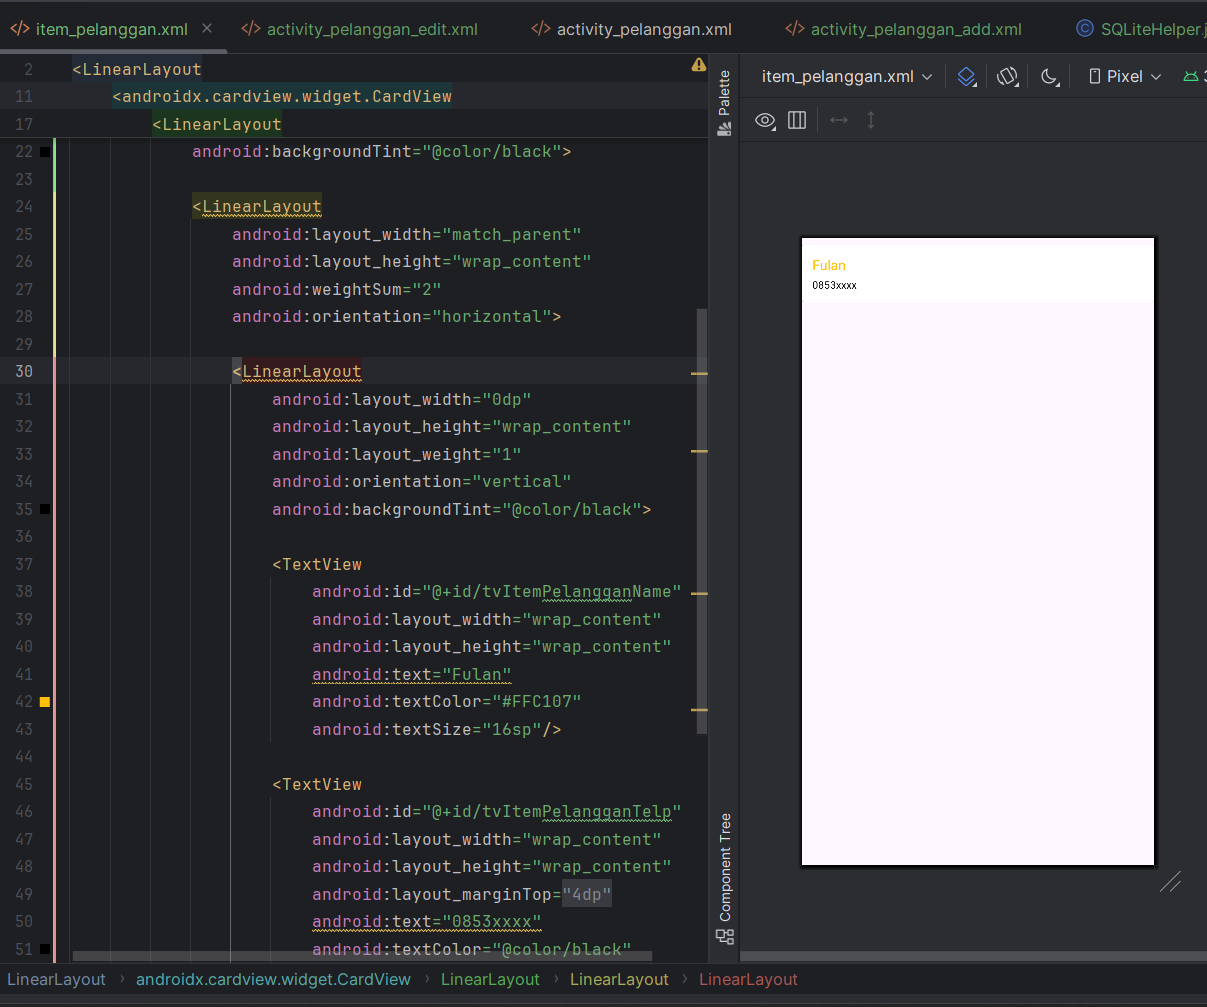 </> item_pelanggan.xml ×
</> activity_pelanggan_edit.xml
</> activity_pelanggan.xml
</> activity_pelanggan_add.xml
C SQLiteHelper.j
2 <LinearLayout
11 <androidx.cardview.widget.CardView
17 <LinearLayout
22 android:backgroundTint="@color/black">
23
24 <LinearLayout
25 android:layout_width="match_parent"
26 android:layout_height="wrap_content"
27 android:weightSum="2"
28 android:orientation="horizontal">
29
30 <LinearLayout
31 android:layout_width="0dp"
32 android:layout_height="wrap_content"
33 android:layout_weight="1"
34 android:orientation="vertical"
35 android:backgroundTint="@color/black">
36
37 <TextView
38 android:id="@+id/tvItemPelangganName"
39 android:layout_width="wrap_content"
40 android:layout_height="wrap_content"
41 android:text="Fulan"
42 android:textColor="#FFC107"
43 android:textSize="16sp"/>
44
45 <TextView
46 android:id="@+id/tvItemPelangganTelp"
47 android:layout_width="wrap_content"
48 android:layout_height="wrap_content"
49 android:layout_marginTop="4dp"
50 android:text="0853xxxx"
51 android:textColor="@color/black"
Palette
Component Tree
item_pelanggan.xml
Pixel
3
Fulan
0853xxxx
LinearLayout › androidx.cardview.widget.CardView › LinearLayout › LinearLayout › LinearLayout